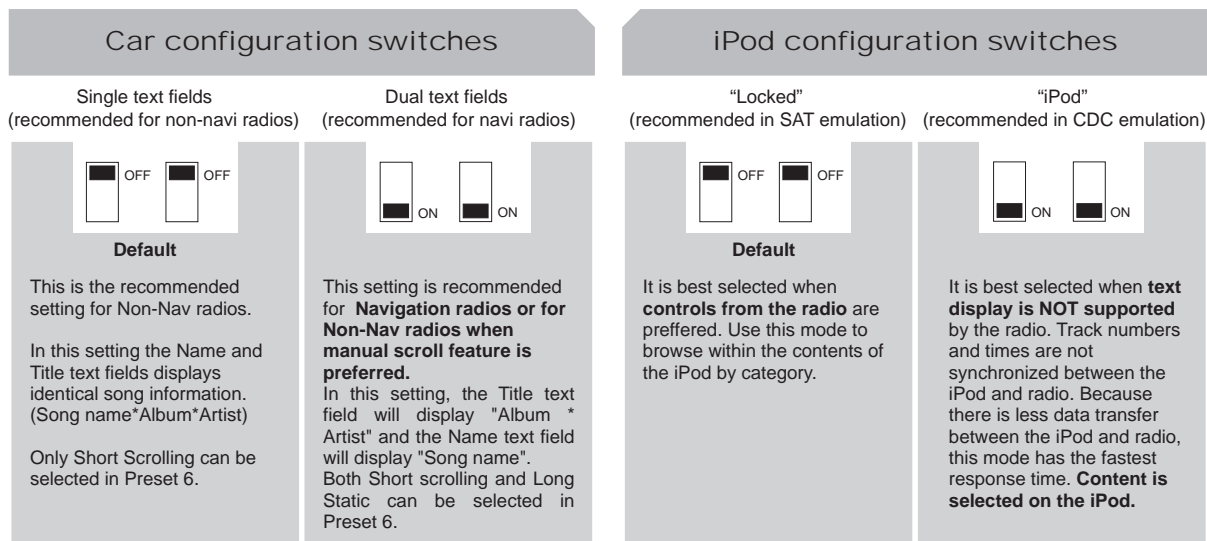 Car configuration switches
Single text fields
(recommended for non-navi radios)
OFF OFF
Default
This is the recommended
setting for Non-Nav radios.
In this setting the Name and
Title text fields displays
identical song information.
(Song name*Album*Artist)
Only Short Scrolling can be
selected in Preset 6.
Dual text fields
(recommended for navi radios)
ON ON
This setting is recommended
for Navigation radios or for
Non-Nav radios when
manual scroll feature is
preferred.
In this setting, the Title text
field will display "Album *
Artist" and the Name text field
will display "Song name".
Both Short scrolling and Long
Static can be selected in
Preset 6.
iPod configuration switches
“Locked”
(recommended in SAT emulation)
OFF OFF
Default
It is best selected when
controls from the radio are
preffered. Use this mode to
browse within the contents of
the iPod by category.
“iPod”
(recommended in CDC emulation)
ON ON
It is best selected when text
display is NOT supported
by the radio. Track numbers
and times are not
synchronized between the
iPod and radio. Because
there is less data transfer
between the iPod and radio,
this mode has the fastest
response time. Content is
selected on the iPod.